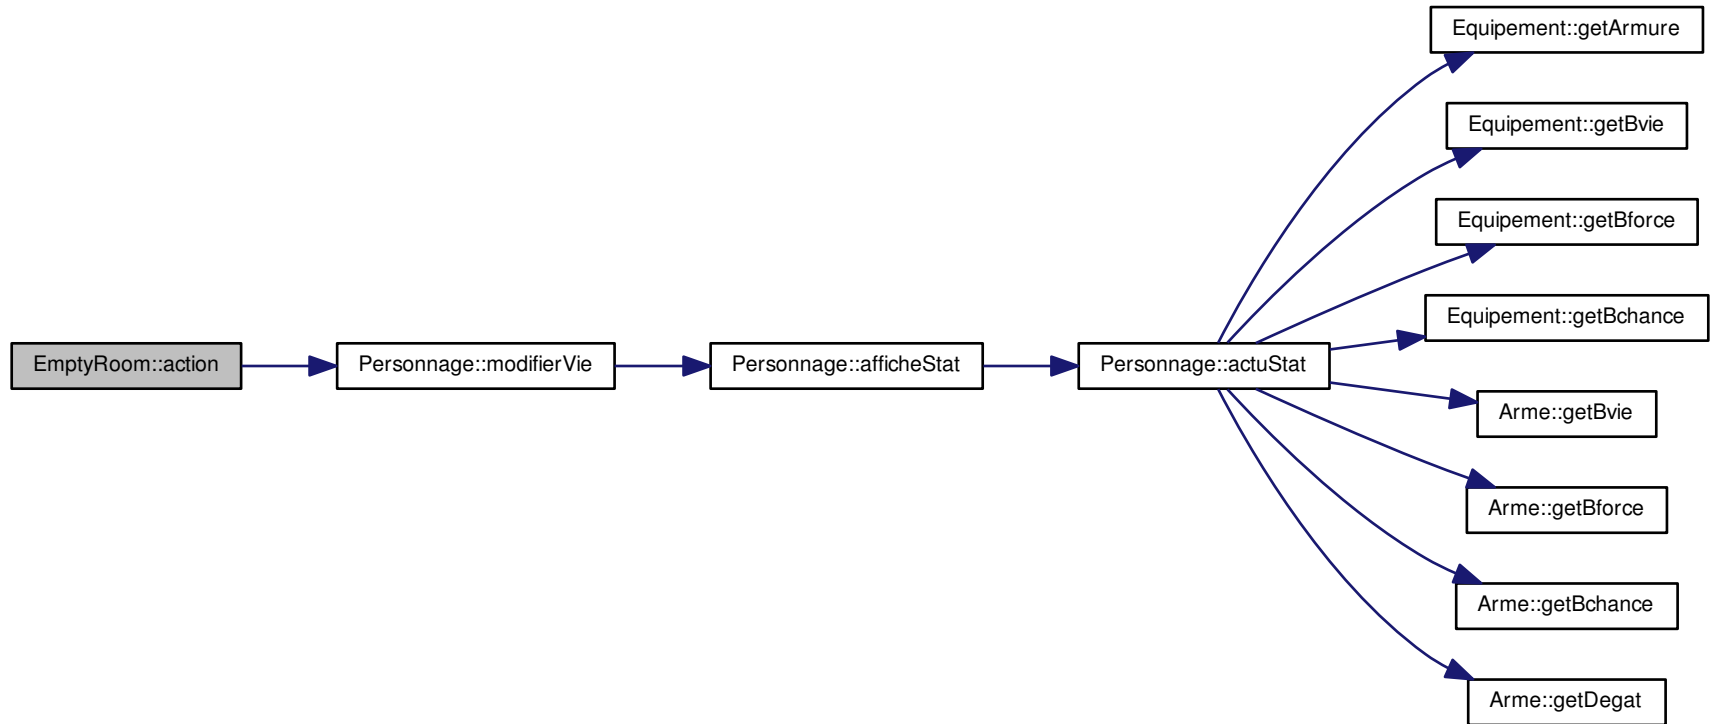 Equipement::getArmure
Equipement::getBvie
Equipement::getBforce
Equipement::getBchance
EmptyRoom::action
Personnage::modifierVie
Personnage::afficheStat
Personnage::actuStat
Arme::getBvie
Arme::getBforce
Arme::getBchance
Arme::getDegat